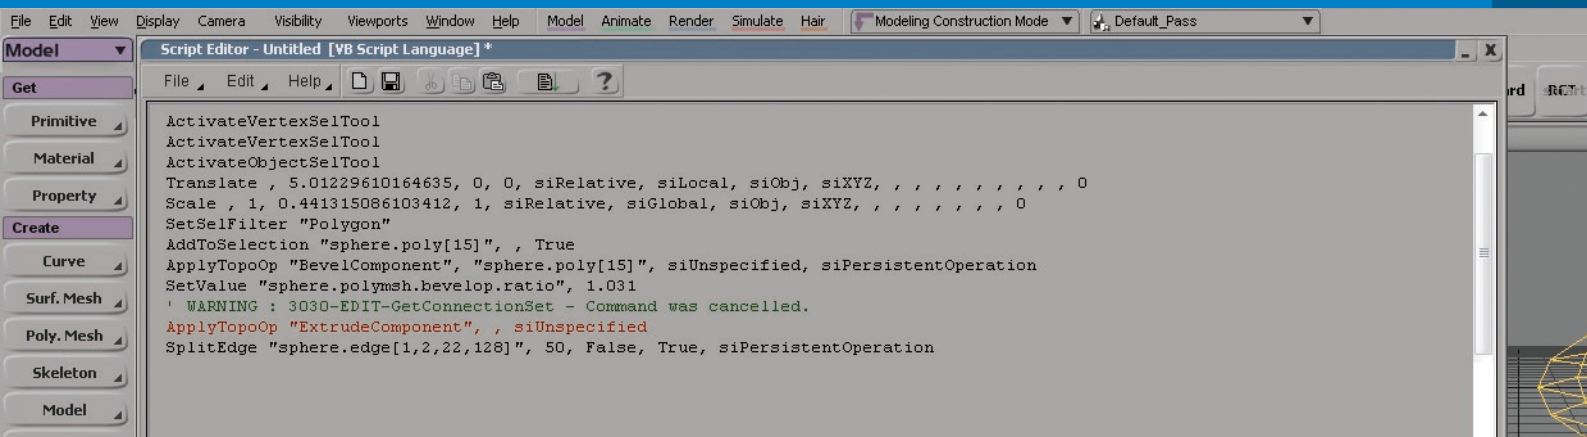 File Edit View Display Camera Visibility Viewports Window Help Model Animate Render Simulate Hair Modeling Construction Mode Default_Pass
Model
Script Editor - Untitled [VB Script Language] *
File Edit Help
Get
Primitive
Material
Property
Create
Curve
Surf. Mesh
Poly. Mesh
Skeleton
Model
ActivateVertexSelTool
ActivateVertexSelTool
ActivateObjectSelTool
Translate , 5.01229610164635, 0, 0, siRelative, siLocal, siObj, siXYZ, , , , , , , , , , 0
Scale , 1, 0.441315086103412, 1, siRelative, siGlobal, siObj, siXYZ, , , , , , , , 0
SetSelFilter "Polygon"
AddToSelection "sphere.poly[15]", , True
ApplyTopoOp "BevelComponent", "sphere.poly[15]", siUnspecified, siPersistentOperation
SetValue "sphere.polymsh.bevelop.ratio", 1.031
' WARNING : 3030-EDIT-GetConnectionSet - Command was cancelled.
ApplyTopoOp "ExtrudeComponent", , siUnspecified
SplitEdge "sphere.edge[1,2,22,128]", 50, False, True, siPersistentOperation
rd